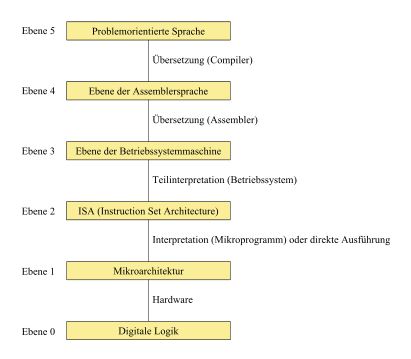 Ebene 5 Problemorientierte Sprache
Übersetzung (Compiler)
Ebene 4 Ebene der Assemblersprache
Übersetzung (Assembler)
Ebene 3 Ebene der Betriebssystemmaschine
Teilinterpretation (Betriebssystem)
Ebene 2 ISA (Instruction Set Architecture)
Interpretation (Mikroprogramm) oder direkte Ausführung
Ebene 1 Mikroarchitektur
Hardware
Ebene 0 Digitale Logik